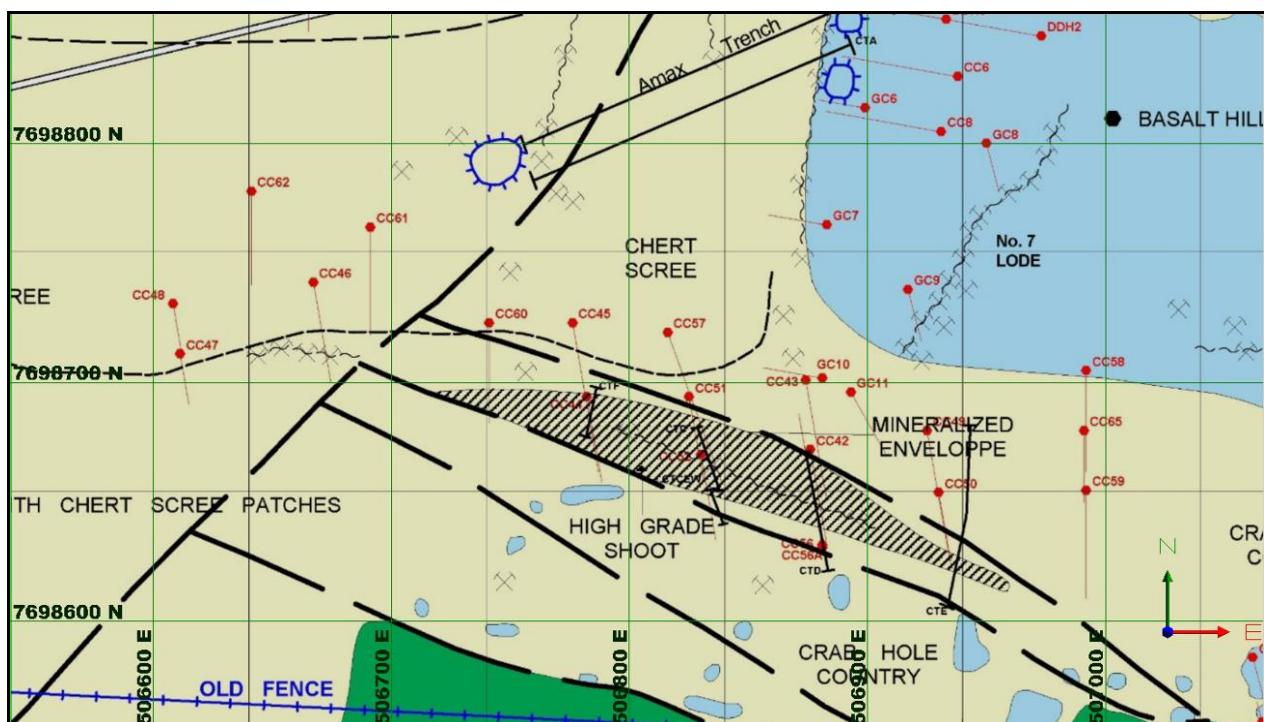 DDH2
CTA
Amax Trench
CC6
GC6
CC8
GC8
BASALT HILL
7698800 N
CC62
CC61
GC7
CHERT
SCREE
No. 7
LODE
CC46
GC9
CC48
REE
CC60
CC45
CC57
CC47
CC58
7698700 N
GC10
CC43
GC11
CTF
CC51
MINERALIZED
ENVELOPPE
CC65
CC42
CC50
CC59
TH CHERT SCREE PATCHES
HIGH GRADE
SHOOT
CC56
CC56A
CTD
CRA
C
N
E
7698600 N
CTE
CRAB HOLE
COUNTRY
OLD FENCE
506600 E
506700 E
506800 E
506900 E
507000 E